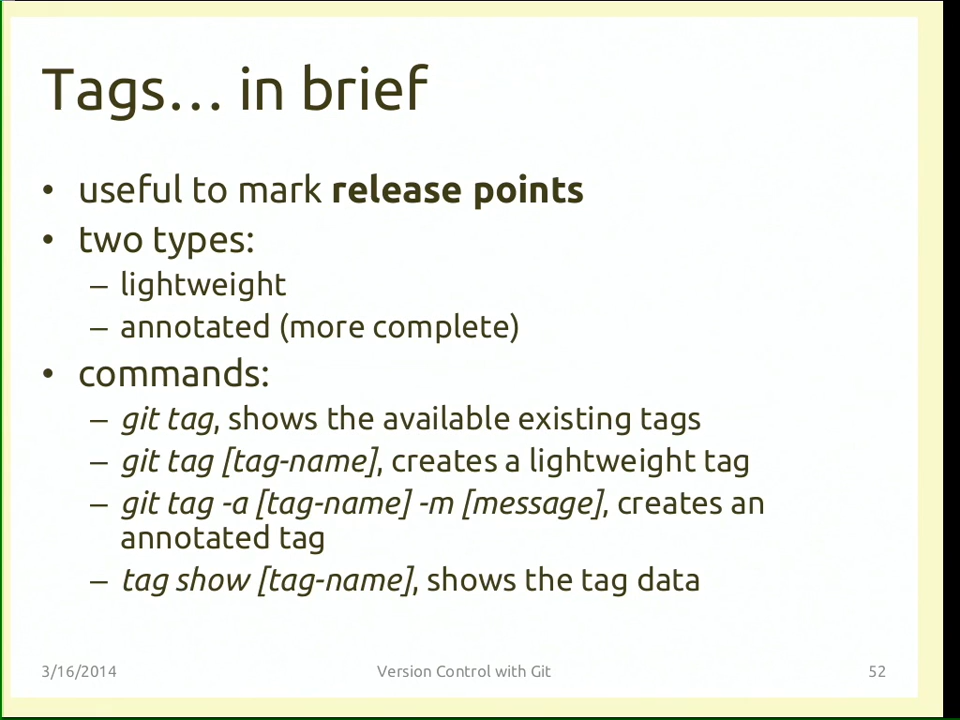 Tags… in brief
• useful to mark release points
• two types:
– lightweight
– annotated (more complete)
• commands:
– git tag, shows the available existing tags
– git tag [tag-name], creates a lightweight tag
– git tag -a [tag-name] -m [message], creates an
annotated tag
– tag show [tag-name], shows the tag data
3/16/2014
Version Control with Git
52